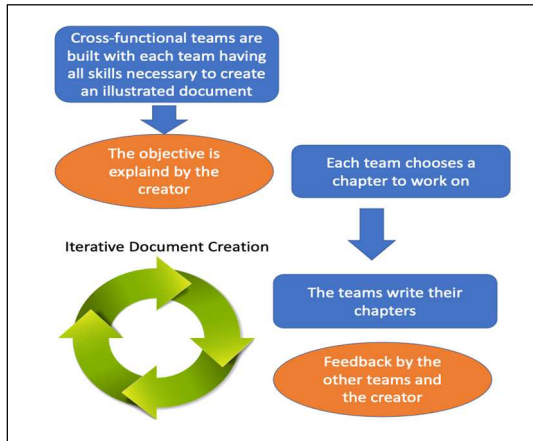 Cross-functional teams are
built with each team having
all skills necessary to create
an illustrated document
The objective is
explaind by the
creator
Each team chooses a
chapter to work on
Iterative Document Creation
The teams write their
chapters
Feedback by the
other teams and
the creator